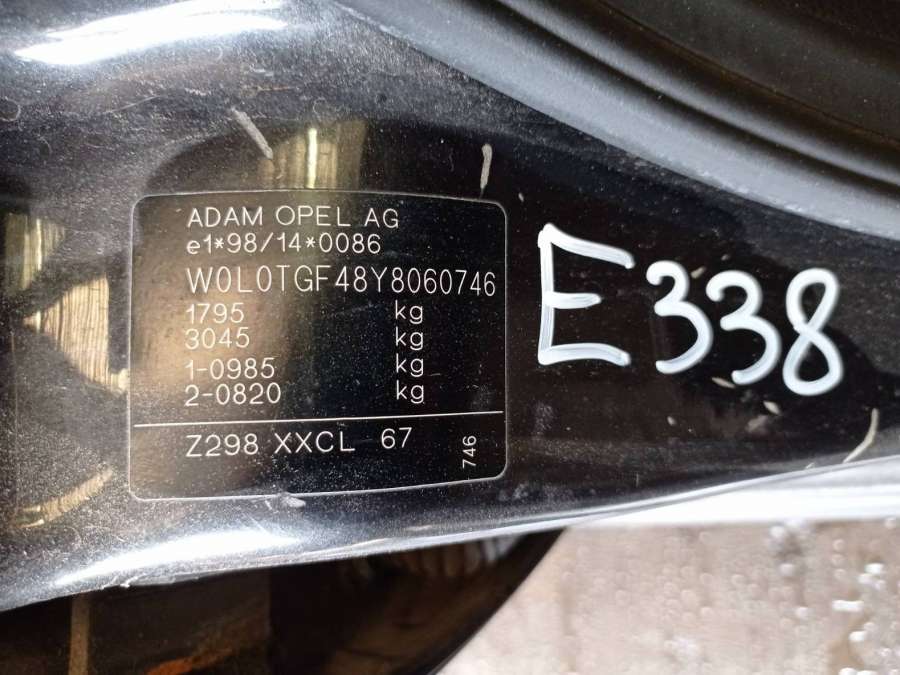 ADAM OPEL AG
e1*98/14*0086
W0L0TGF48Y8060746
1795 kg
3045 kg
1-0985 kg
2-0820 kg
Z298 XXCL 67
746
E338